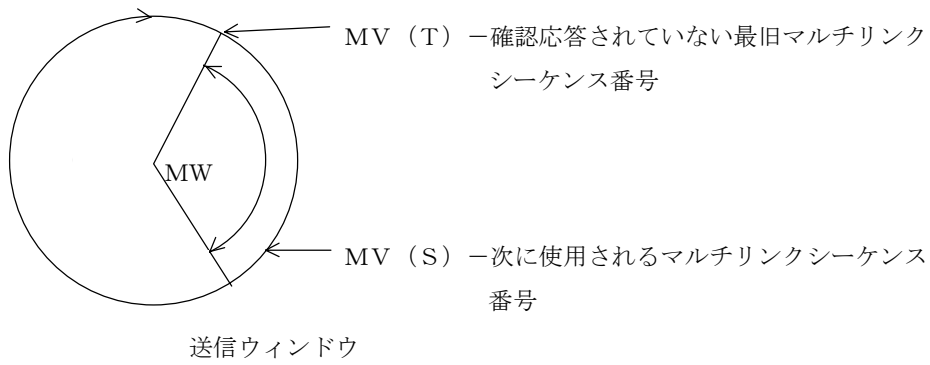 MV（T）－確認応答されていない最旧マルチリンク
シーケンス番号
MW
MV（S）－次に使用されるマルチリンクシーケンス
番号
送信ウィンドウ